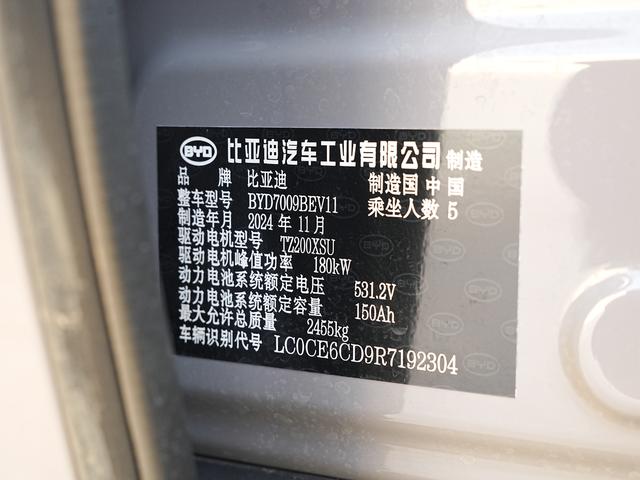 BYD 比亚迪汽车工业有限公司 制造
品 牌 比亚迪 制造国 中国
整车型号 BYD7009BEV11 乘坐人数 5
制造年月 2024 年 11 月
驱动电机型号 TZ200XSU
驱动电机峰值功率 180kW
动力电池系统额定电压 531.2V
动力电池系统额定容量 150Ah
最大允许总质量 2455kg
车辆识别代号 LC0CE6CD9R7192304